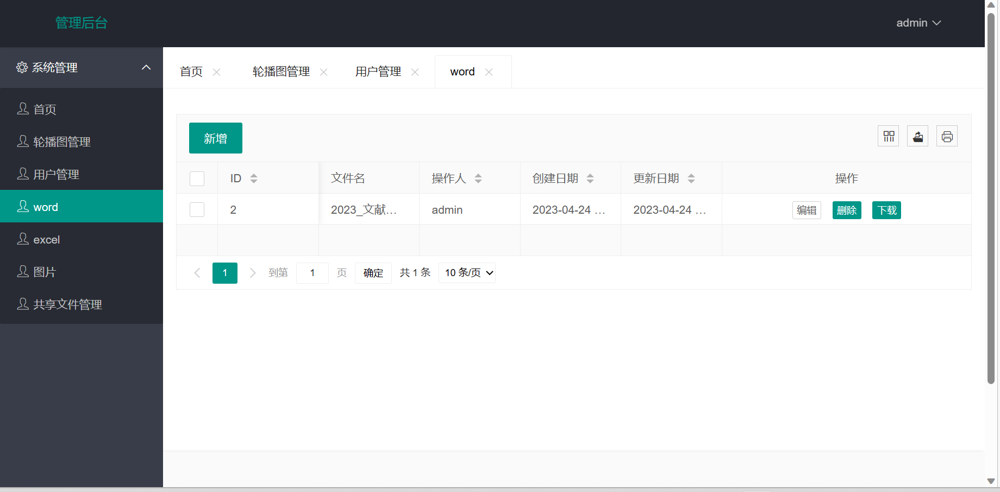 管理后台
admin
系统管理
首页
轮播图管理
用户管理
word
excel
图片
共享文件管理
首页 轮播图管理 用户管理 word
新增
ID 文件名 操作人 创建日期 更新日期 操作
2 2023_文献... admin 2023-04-24 ... 2023-04-24 ... 编辑 删除 下载
1 到第 1 页 确定 共 1 条 10 条/页